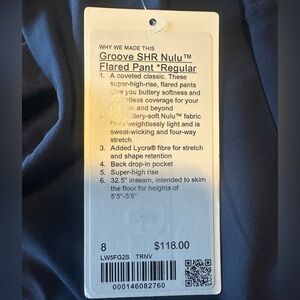 WHY WE MADE THIS
Groove SHR Nulu™
Flared Pant *Regular
1. A coveted classic. These
super-high-rise, flared pants
give you buttery softness and
coverage for your
and beyond
2. buttery-soft Nulu™ fabric
feels weightlessly light and is
sweat-wicking and four-way
stretch
3. Added Lycra® fibre for stretch
and shape retention
4. Back drop-in pocket
5. Super-high rise
6. 32.5" inseam, intended to skim
the floor for heights of
5'5"-5'8"
8 $118.00
LW5FG2S TRNV
000146082760